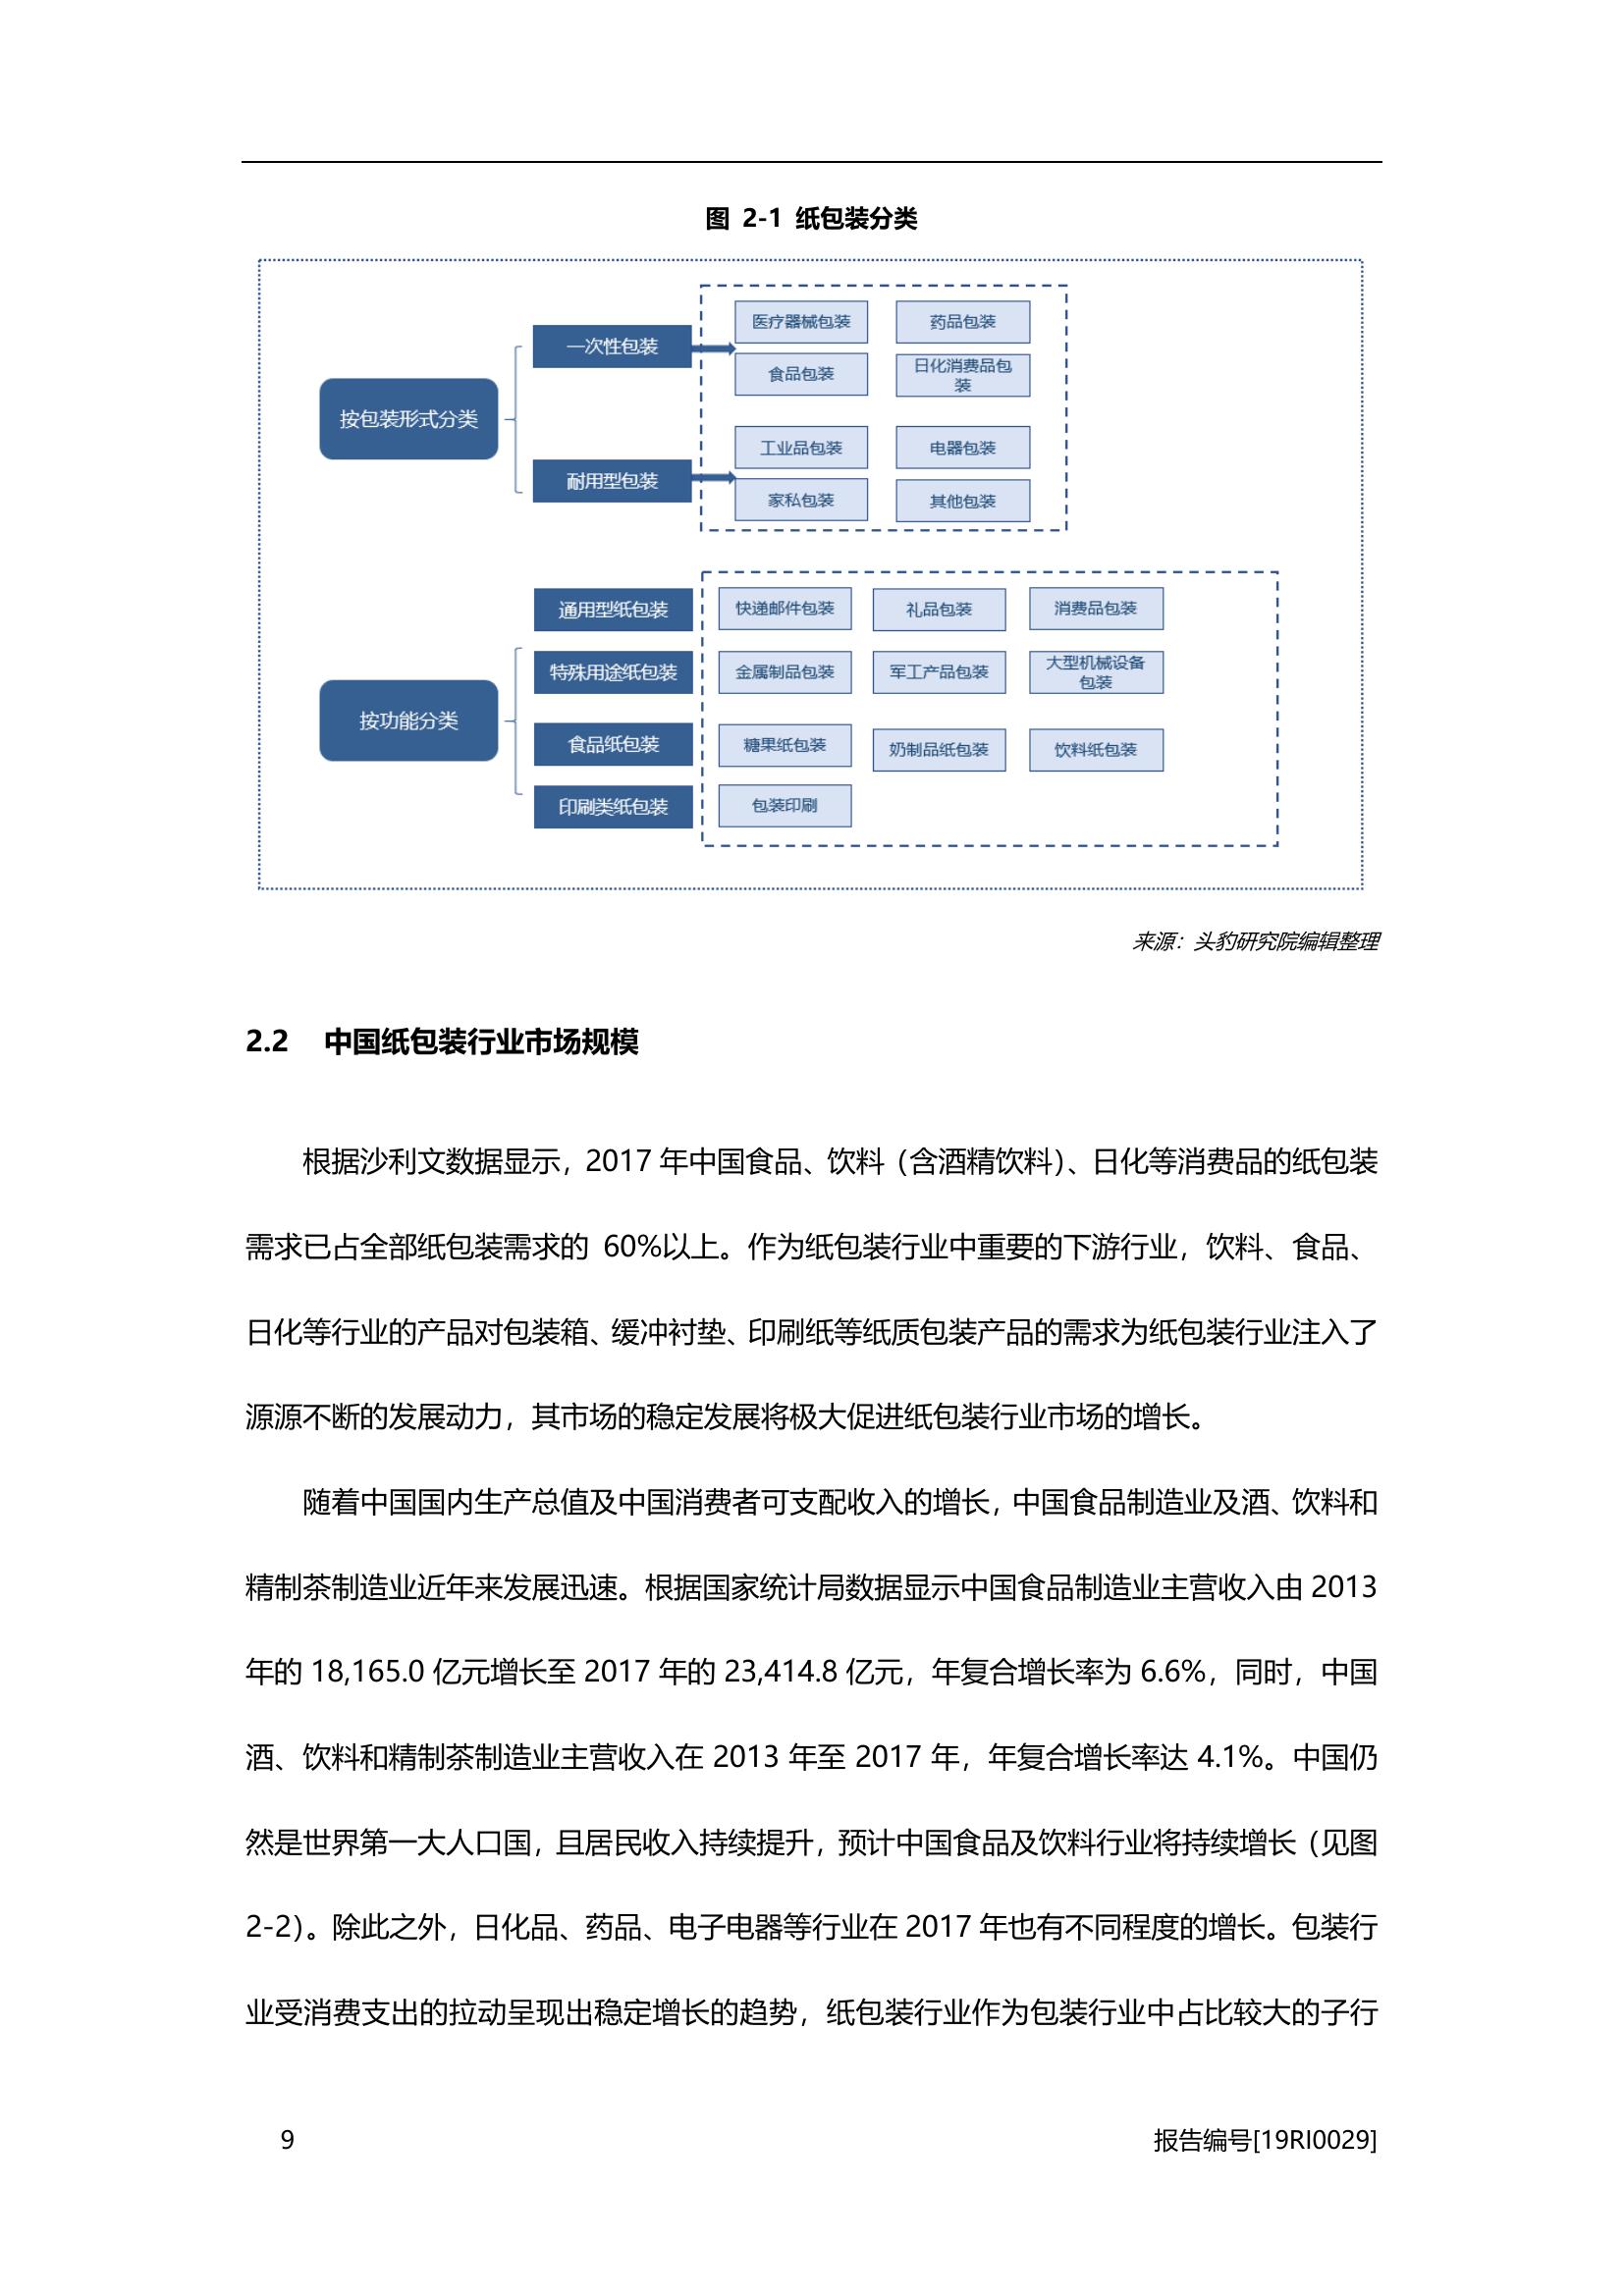 图 2-1 纸包装分类
按包装形式分类
一次性包装
医疗器械包装
药品包装
食品包装
日化消费品包
装
耐用型包装
工业品包装
电器包装
家私包装
其他包装
按功能分类
通用型纸包装
快递邮件包装
礼品包装
消费品包装
特殊用途纸包装
金属制品包装
军工产品包装
大型机械设备
包装
食品纸包装
糖果纸包装
奶制品纸包装
饮料纸包装
印刷类纸包装
包装印刷
来源：头豹研究院编辑整理
2.2 中国纸包装行业市场规模
根据沙利文数据显示，2017 年中国食品、饮料（含酒精饮料）、日化等消费品的纸包装
需求已占全部纸包装需求的 60%以上。作为纸包装行业中重要的下游行业，饮料、食品、
日化等行业的产品对包装箱、缓冲衬垫、印刷纸等纸质包装产品的需求为纸包装行业注入了
源源不断的发展动力，其市场的稳定发展将极大促进纸包装行业市场的增长。
随着中国国内生产总值及中国消费者可支配收入的增长，中国食品制造业及酒、饮料和
精制茶制造业近年来发展迅速。根据国家统计局数据显示中国食品制造业主营收入由 2013
年的 18,165.0 亿元增长至 2017 年的 23,414.8 亿元，年复合增长率为 6.6%，同时，中国
酒、饮料和精制茶制造业主营收入在 2013 年至 2017 年，年复合增长率达 4.1%。中国仍
然是世界第一大人口国，且居民收入持续提升，预计中国食品及饮料行业将持续增长（见图
2-2）。除此之外，日化品、药品、电子电器等行业在 2017 年也有不同程度的增长。包装行
业受消费支出的拉动呈现出稳定增长的趋势，纸包装行业作为包装行业中占比较大的子行
9
报告编号[19RI0029]